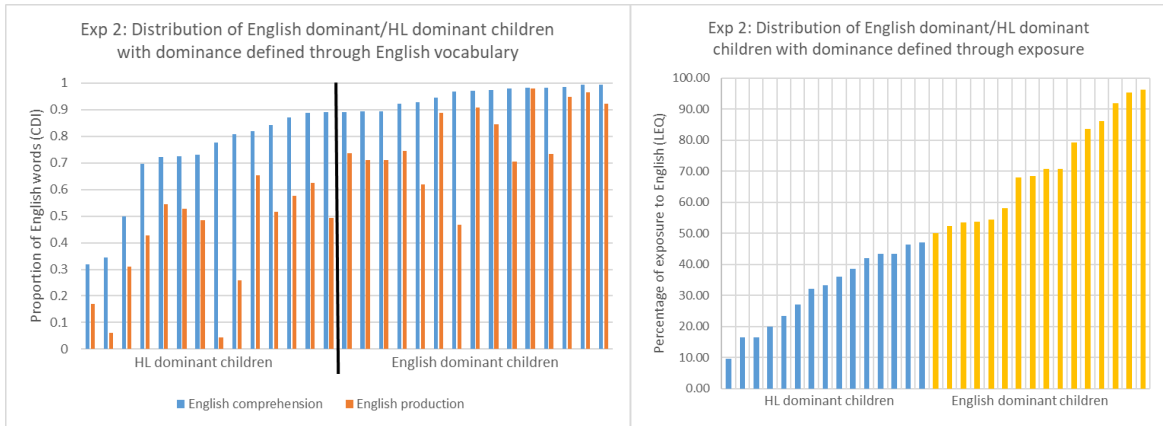 Exp 2: Distribution of English dominant/HL dominant children
with dominance defined through English vocabulary
Proportion of English words (CDI)
1
0.9
0.8
0.7
0.6
0.5
0.4
0.3
0.2
0.1
0
HL dominant children
English dominant children
English comprehension
English production
Exp 2: Distribution of English dominant/HL dominant
children with dominance defined through exposure
Percentage of exposure to English (LEQ)
100.00
90.00
80.00
70.00
60.00
50.00
40.00
30.00
20.00
10.00
0.00
HL dominant children
English dominant children